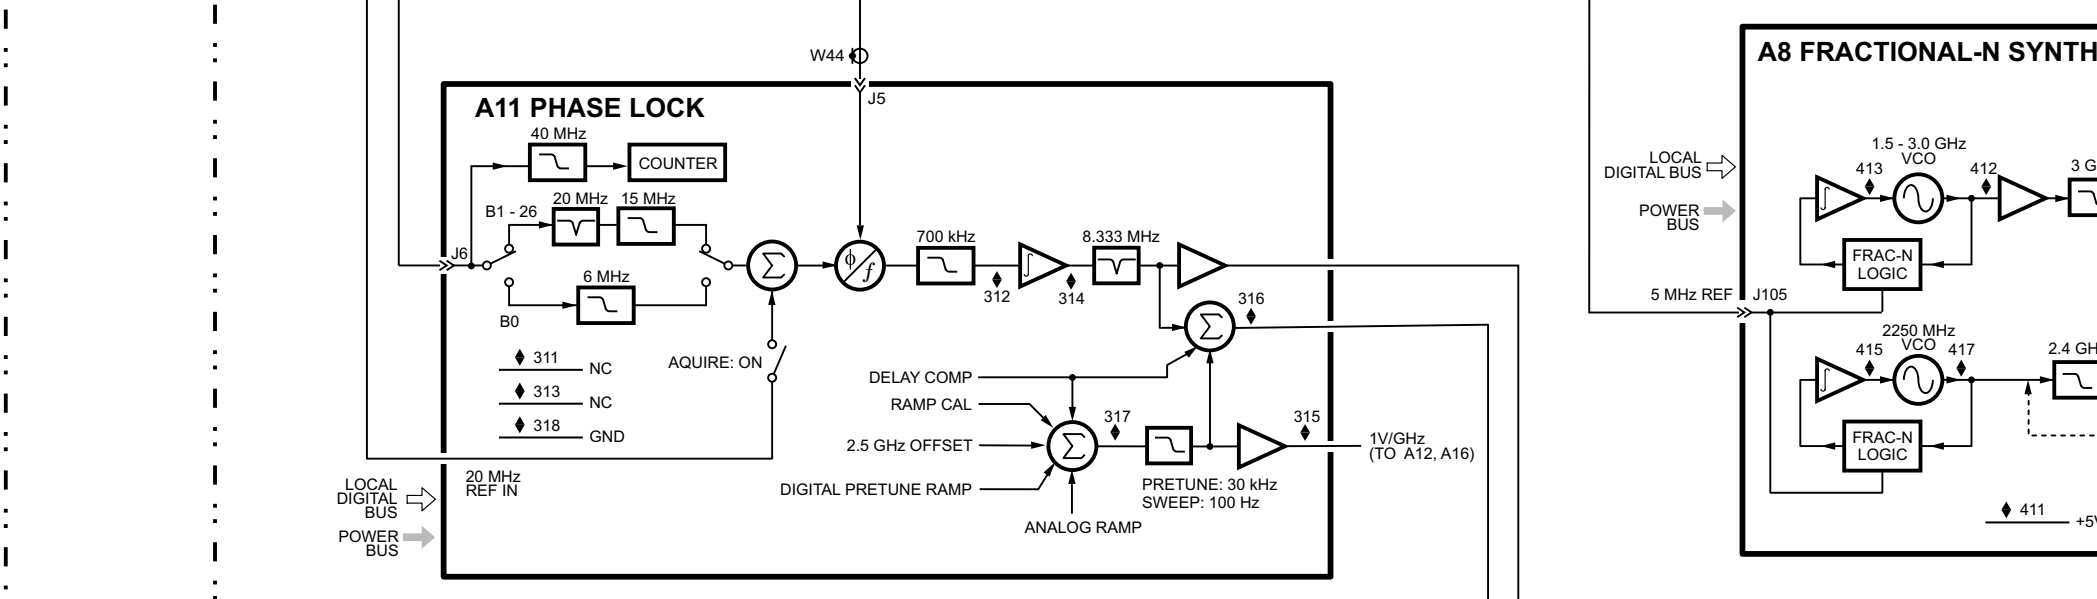 W44
J5
A11 PHASE LOCK
40 MHz
COUNTER
B1 - 26
20 MHz
15 MHz
J6
6 MHz
B0
700 kHz
8.333 MHz
Σ
ϕ
f
∫
312
314
316
Σ
311
NC
313
NC
318
GND
AQUIRE: ON
DELAY COMP
RAMP CAL
2.5 GHz OFFSET
DIGITAL PRETUNE RAMP
ANALOG RAMP
Σ
317
315
PRETUNE: 30 kHz
SWEEP: 100 Hz
1V/GHz
(TO A12, A16)
20 MHz
REF IN
LOCAL
DIGITAL
BUS
POWER
BUS
A8 FRACTIONAL-N SYNTH
LOCAL
DIGITAL BUS
POWER
BUS
1.5 - 3.0 GHz
VCO
413
412
3 G
∫
FRAC-N
LOGIC
5 MHz REF
J105
2250 MHz
VCO
415
417
2.4 GH
∫
FRAC-N
LOGIC
411
+5V